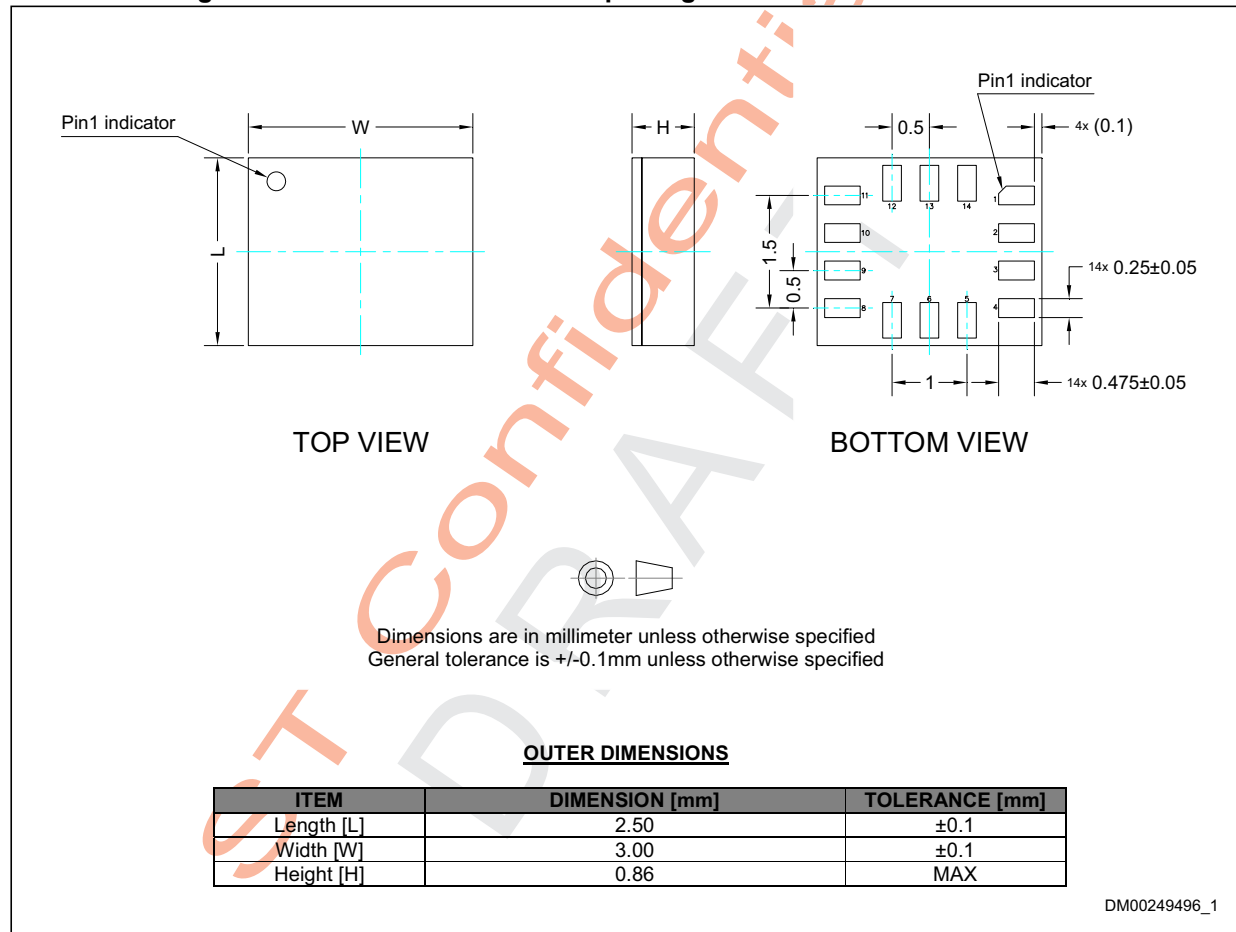 Pin1 indicator
W
L
H
TOP VIEW
Pin1 indicator
0.5
4x (0.1)
11
12
13
14
1
10
2
9
3
8
7
6
5
4
1.5
0.5
14x 0.25±0.05
1
14x 0.475±0.05
BOTTOM VIEW
ST Confidenti
DRAFT
Dimensions are in millimeter unless otherwise specified
General tolerance is +/-0.1mm unless otherwise specified
OUTER DIMENSIONS
ITEM DIMENSION [mm] TOLERANCE [mm]
Length [L] 2.50 ±0.1
Width [W] 3.00 ±0.1
Height [H] 0.86 MAX
DM00249496_1